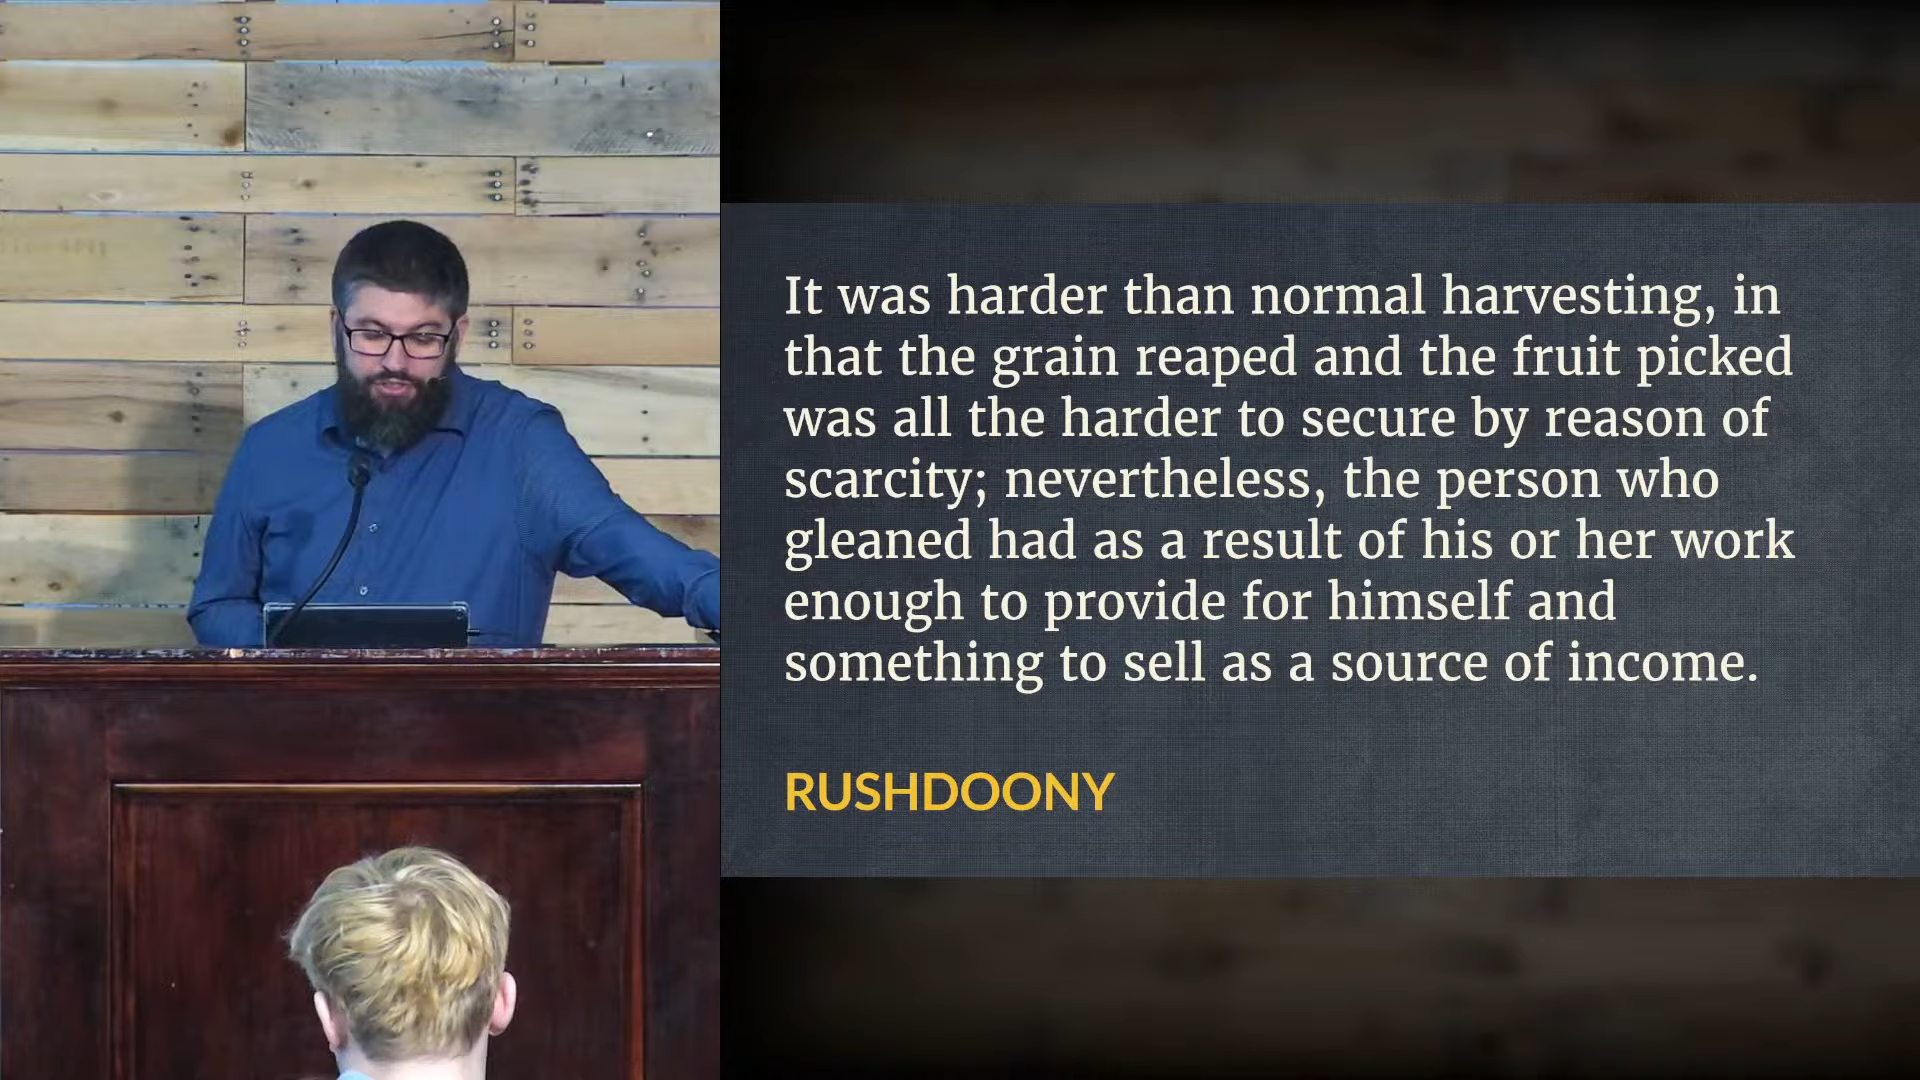 It was harder than normal harvesting, in
that the grain reaped and the fruit picked
was all the harder to secure by reason of
scarcity; nevertheless, the person who
gleaned had as a result of his or her work
enough to provide for himself and
something to sell as a source of income.
RUSHDOONY